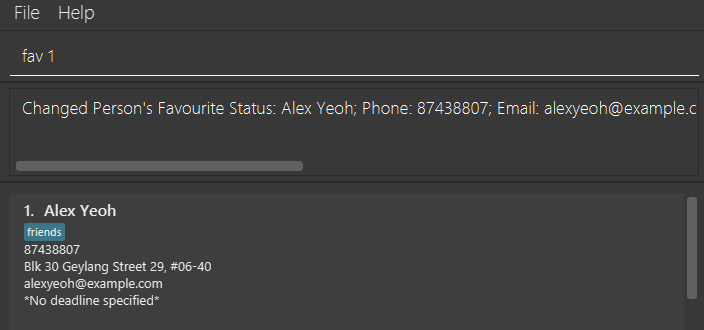 File Help
fav 1
Changed Person's Favourite Status: Alex Yeoh; Phone: 87438807; Email: alexyeoh@example.c
1. Alex Yeoh
friends
87438807
Blk 30 Geylang Street 29, #06-40
alexyeoh@example.com
*No deadline specified*